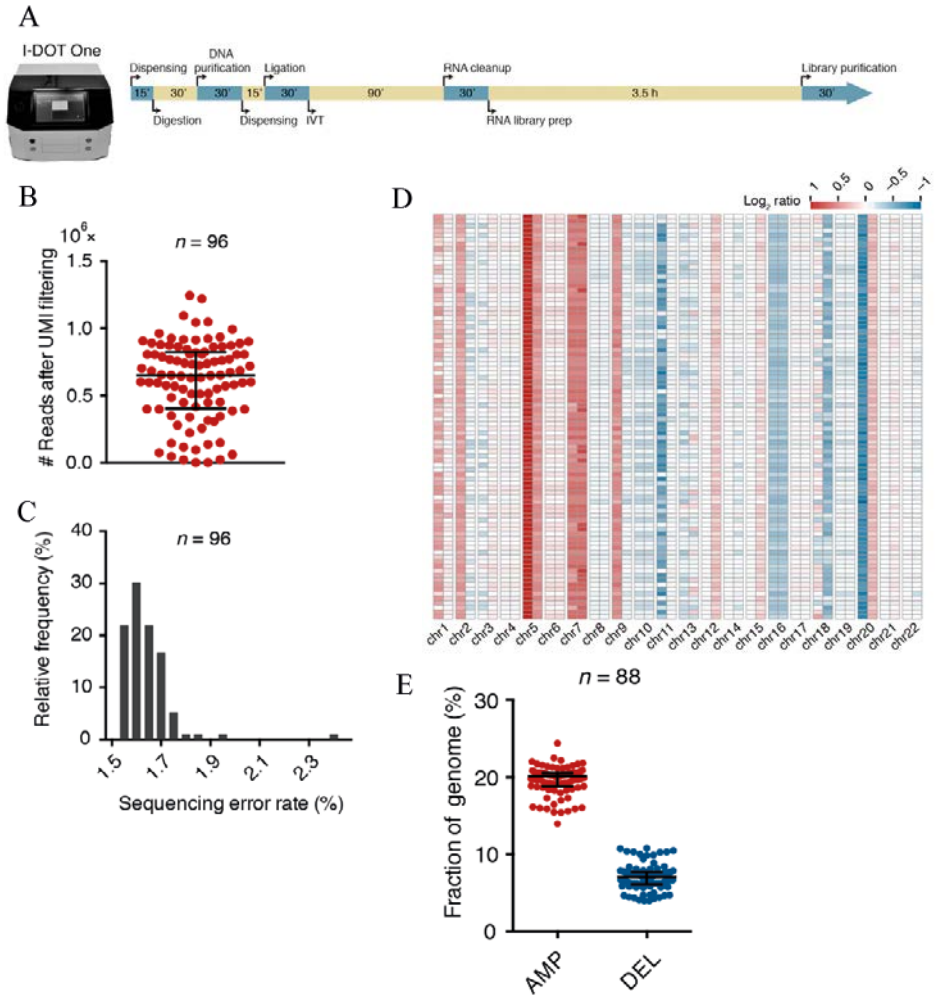 A
I-DOT One
Dispensing
DNA purification
Ligation
RNA cleanup
Library purification
15' 30' 30' 15' 30' 90' 30' 3.5 h 30'
Digestion
Dispensing
IVT
RNA library prep
B
10⁶×
n = 96
# Reads after UMI filtering
1.5
1.0
0.5
0.0
C
n = 96
Relative frequency (%)
40
30
20
10
0
1.5 1.7 1.9 2.1 2.3
Sequencing error rate (%)
D
Log₂ ratio
1 0.5 0 −0.5 −1
chr1 chr2 chr3 chr4 chr5 chr6 chr7 chr8 chr9 chr10 chr11 chr13 chr12 chr14 chr15 chr16 chr17 chr18 chr19 chr20 chr21 chr22
E
n = 88
Fraction of genome (%)
30
20
10
0
AMP DEL